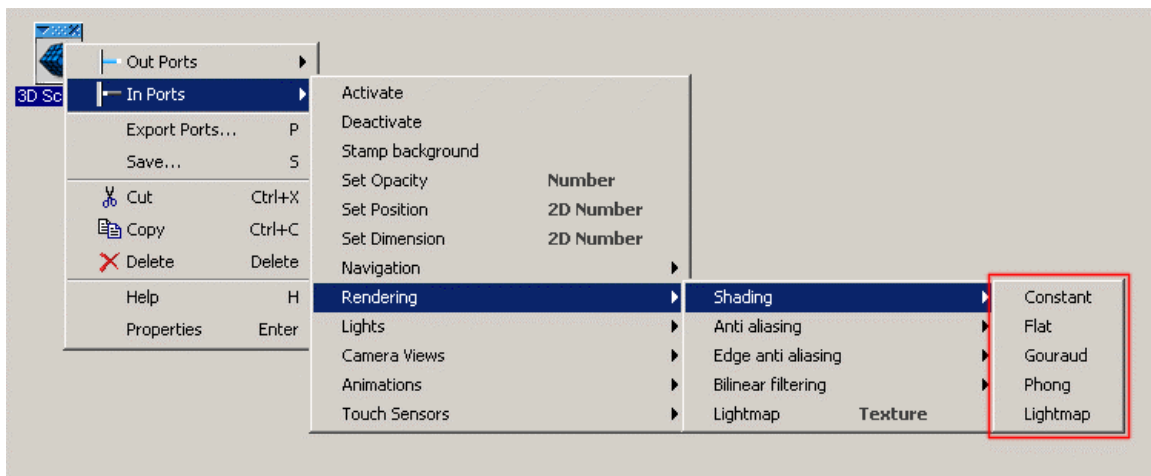 3D Sc
Out Ports
In Ports
Export Ports... P
Save... S
Cut Ctrl+X
Copy Ctrl+C
Delete Delete
Help H
Properties Enter
Activate
Deactivate
Stamp background
Set Opacity Number
Set Position 2D Number
Set Dimension 2D Number
Navigation
Rendering
Lights
Camera Views
Animations
Touch Sensors
Shading
Anti aliasing
Edge anti aliasing
Bilinear filtering
Lightmap Texture
Constant
Flat
Gouraud
Phong
Lightmap